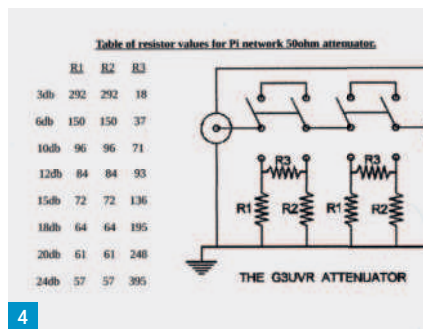 Table of resistor values for Pi network 50ohm attenuator.
R1 R2 R3
3db 292 292 18
6db 150 150 37
10db 96 96 71
12db 84 84 93
15db 72 72 136
18db 64 64 195
20db 61 61 248
24db 57 57 395
R3 R3
R1 R2 R1 R2
THE G3UVR ATTENUATOR
4